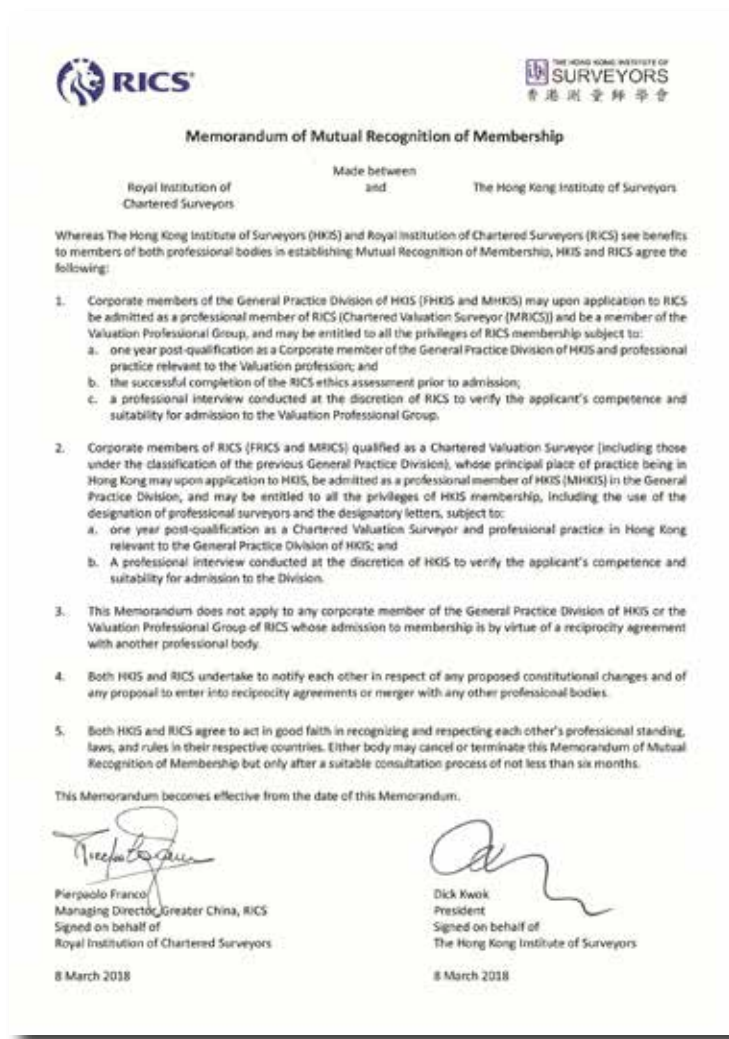 RICS
THE HONG KONG INSTITUTE OF
SURVEYORS
香港測量師學會
Memorandum of Mutual Recognition of Membership
Made between
Royal Institution of and The Hong Kong Institute of Surveyors
Chartered Surveyors
Whereas The Hong Kong Institute of Surveyors (HKIS) and Royal Institution of Chartered Surveyors (RICS) see benefits
to members of both professional bodies in establishing Mutual Recognition of Membership, HKIS and RICS agree the
following:
1. Corporate members of the General Practice Division of HKIS (FHKIS and MHKIS) may upon application to RICS
be admitted as a professional member of RICS (Chartered Valuation Surveyor (MRICS)) and be a member of the
Valuation Professional Group, and may be entitled to all the privileges of RICS membership subject to:
a. one year post-qualification as a Corporate member of the General Practice Division of HKIS and professional
practice relevant to the Valuation profession; and
b. the successful completion of the RICS ethics assessment prior to admission;
c. a professional interview conducted at the discretion of RICS to verify the applicant's competence and
suitability for admission to the Valuation Professional Group.
2. Corporate members of RICS (FRICS and MRICS) qualified as a Chartered Valuation Surveyor (including those
under the classification of the previous General Practice Division), whose principal place of practice being in
Hong Kong may upon application to HKIS, be admitted as a professional member of HKIS (MHKIS) in the General
Practice Division, and may be entitled to all the privileges of HKIS membership, including the use of the
designation of professional surveyors and the designatory letters, subject to:
a. one year post-qualification as a Chartered Valuation Surveyor and professional practice in Hong Kong
relevant to the General Practice Division of HKIS; and
b. A professional interview conducted at the discretion of HKIS to verify the applicant's competence and
suitability for admission to the Division.
3. This Memorandum does not apply to any corporate member of the General Practice Division of HKIS or the
Valuation Professional Group of RICS whose admission to membership is by virtue of a reciprocity agreement
with another professional body.
4. Both HKIS and RICS undertake to notify each other in respect of any proposed constitutional changes and of
any proposal to enter into reciprocity agreements or merger with any other professional bodies.
5. Both HKIS and RICS agree to act in good faith in recognizing and respecting each other's professional standing,
laws, and rules in their respective countries. Either body may cancel or terminate this Memorandum of Mutual
Recognition of Membership but only after a suitable consultation process of not less than six months.
This Memorandum becomes effective from the date of this Memorandum.
Pierpaolo Franco
Managing Director, Greater China, RICS
Signed on behalf of
Royal Institution of Chartered Surveyors
8 March 2018
Dick Kwok
President
Signed on behalf of
The Hong Kong Institute of Surveyors
8 March 2018